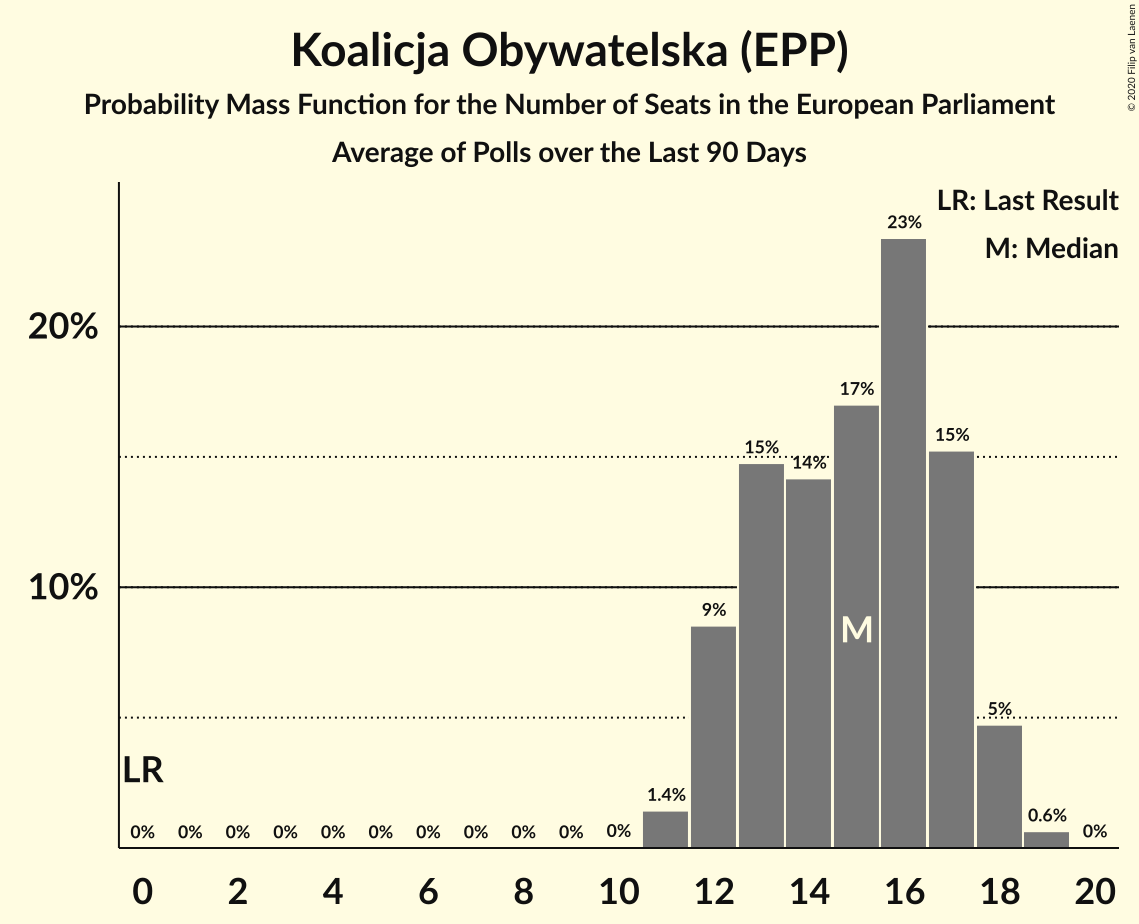 Koalicja Obywatelska (EPP)
Probability Mass Function for the Number of Seats in the European Parliament
Average of Polls over the Last 90 Days
© 2020 Filip van Laenen
LR: Last Result
M: Median
20%
10%
LR
0% 0% 0% 0% 0% 0% 0% 0% 0% 0% 0% 1.4% 9% 15% 14% 17% 23% 15% 5% 0.6% 0%
M
0 2 4 6 8 10 12 14 16 18 20